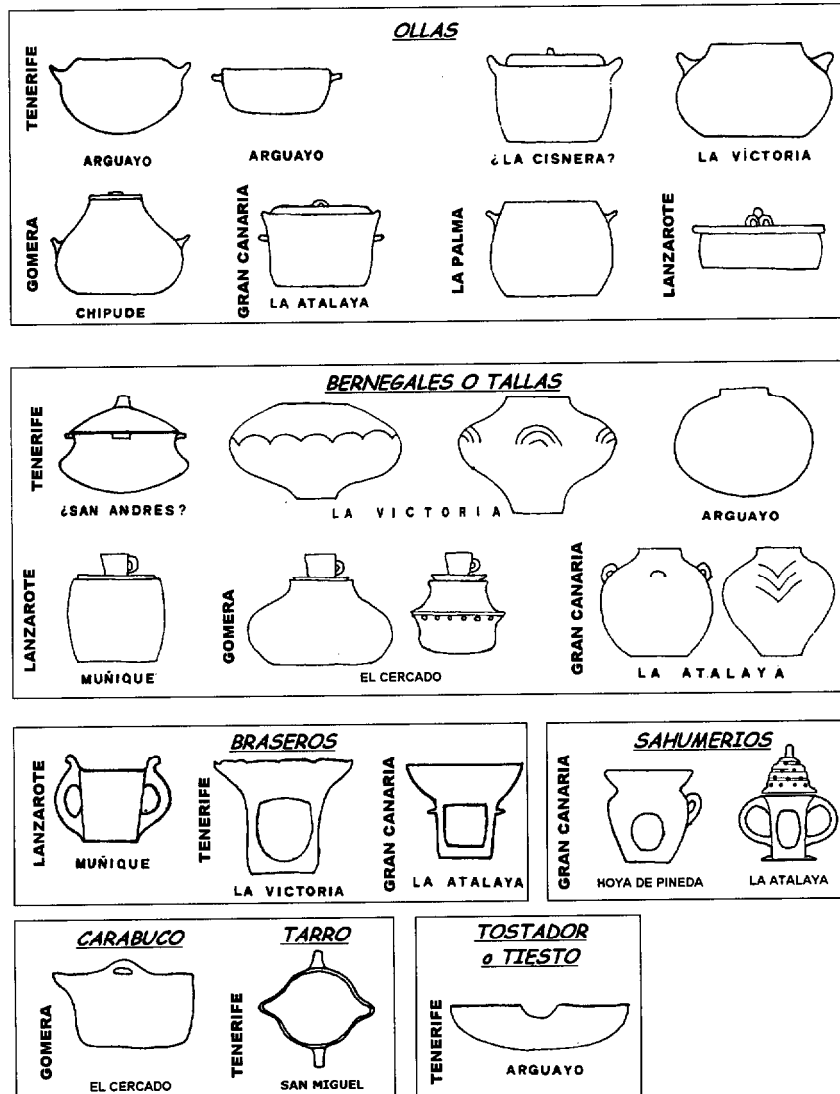 OLLAS
TENERIFE
ARGUAYO
ARGUAYO
¿LA CISNERA?
LA VÍCTORIA
GOMERA
CHIPUDE
GRAN CANARIA
LA ATALAYA
LA PALMA
LANZAROTE
BERNEGALES O TALLAS
TENERIFE
¿SAN ANDRES?
LA VICTORIA
ARGUAYO
LANZAROTE
MUÑIQUE
GOMERA
EL CERCADO
GRAN CANARIA
LA ATALAYA
BRASEROS
LANZAROTE
MUÑIQUE
TENERIFE
LA VICTORIA
GRAN CANARIA
LA ATALAYA
SAHUMERIOS
GRAN CANARIA
HOYA DE PINEDA
LA ATALAYA
CARABUCO
GOMERA
EL CERCADO
TARRO
TENERIFE
SAN MIGUEL
TOSTADOR
o TIESTO
TENERIFE
ARGUAYO